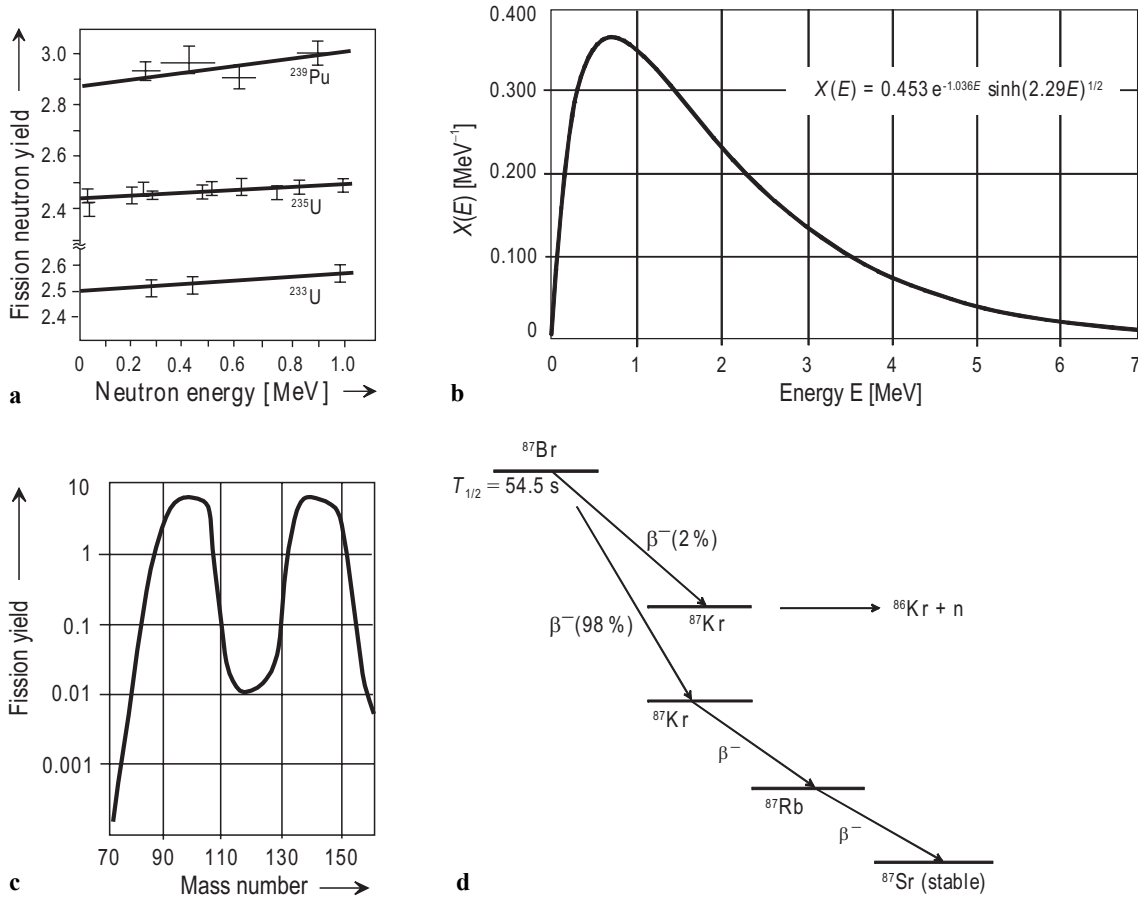 Fission neutron yield
3.0
2.8
2.6
2.4
2.6
2.5
2.4
²³⁹Pu
²³⁵U
²³³U
0 0.2 0.4 0.6 0.8 1.0
Neutron energy [MeV]
a
X(E) [MeV⁻¹]
0.400
0.300
0.200
0.100
0
X(E) = 0.453 e^-1.036E sinh(2.29E)^1/2
0 1 2 3 4 5 6 7
Energy E [MeV]
b
Fission yield
10
1
0.1
0.01
0.001
70 90 110 130 150
Mass number
c
⁸⁷Br
T₁/₂ = 54.5 s
β⁻(2 %)
⁸⁷Kr
⁸⁶Kr + n
β⁻(98 %)
⁸⁷Kr
β⁻
⁸⁷Rb
β⁻
⁸⁷Sr (stable)
d